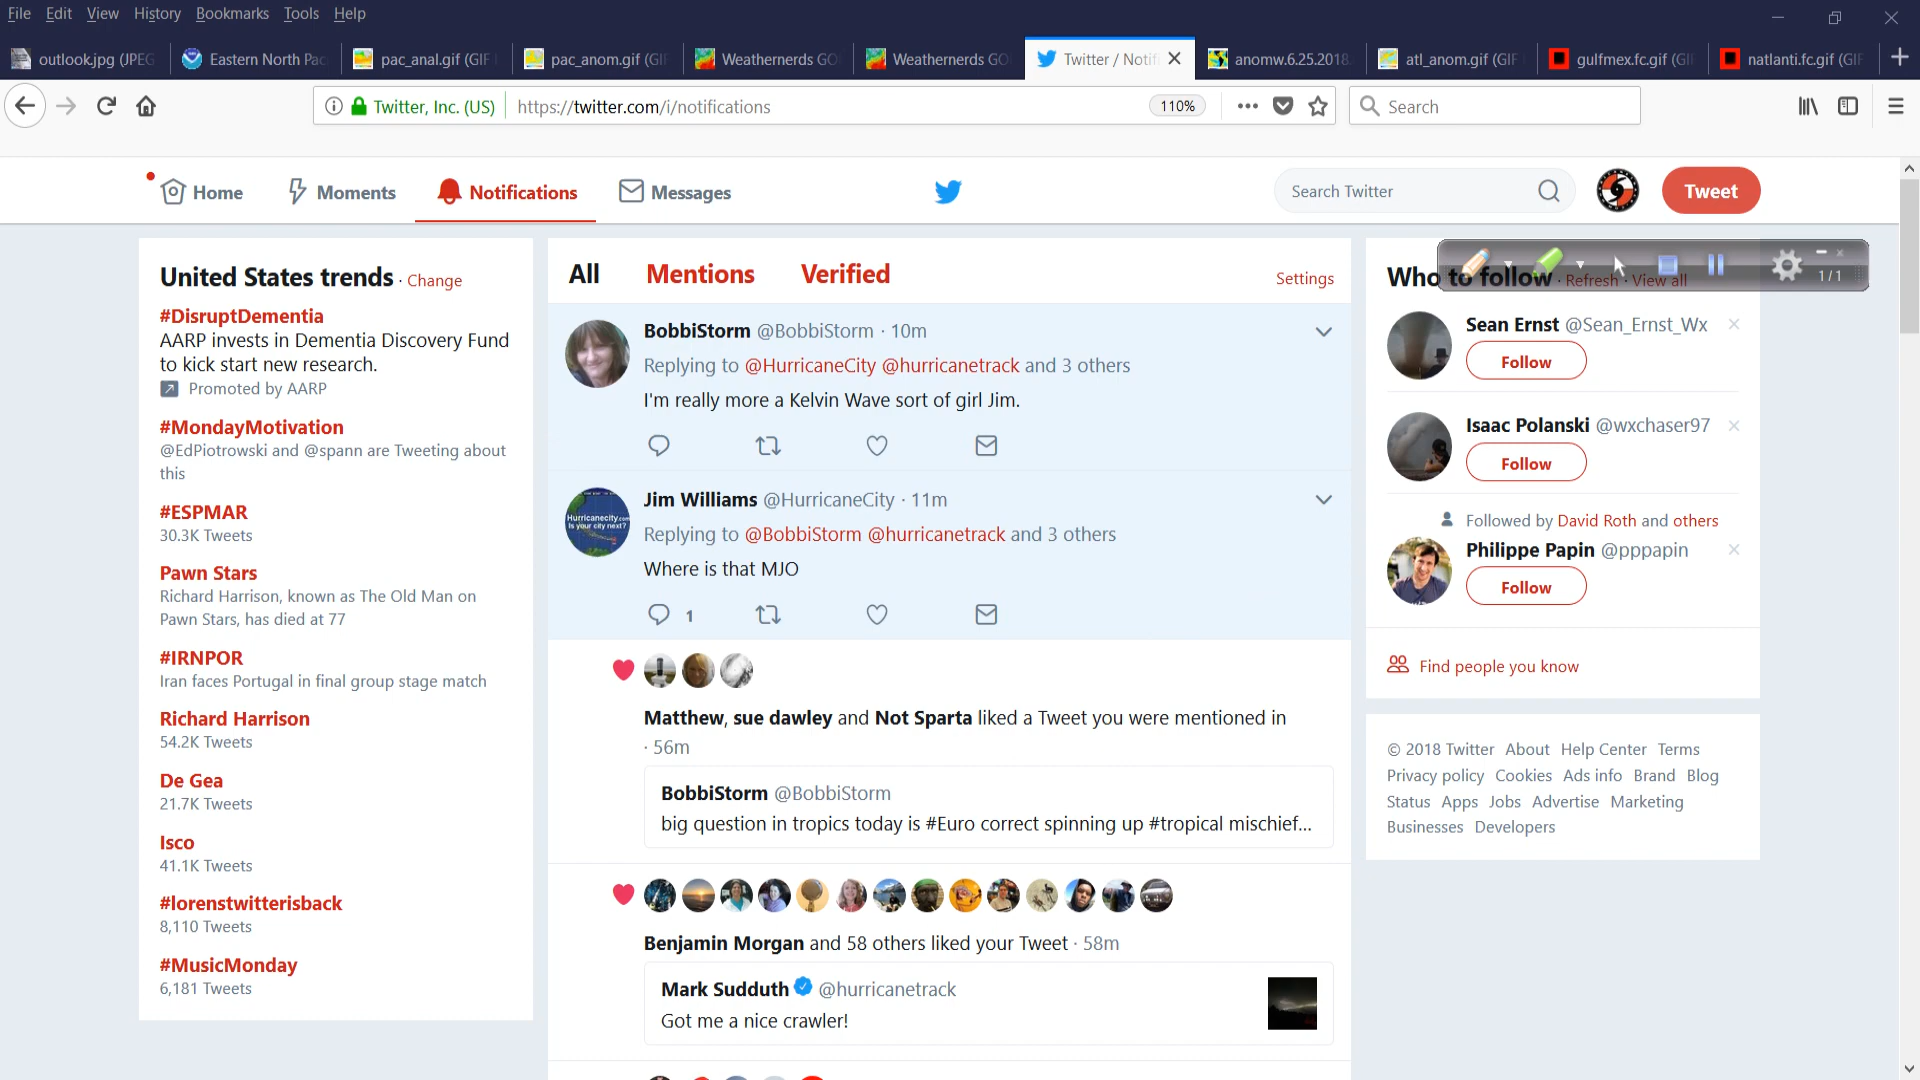 File Edit View History Bookmarks Tools Help
outlook.jpg (JPEG
Eastern North Pac
pac_anal.gif (GIF
pac_anom.gif (GIF
Weathernerds GO
Weathernerds GO
Twitter / Notifi
anomw.6.25.2018
atl_anom.gif (GIF
gulfmex.fc.gif (GI
natlanti.fc.gif (GIF
Twitter, Inc. (US) https://twitter.com/i/notifications 110% Search
Home Moments Notifications Messages Search Twitter Tweet
United States trends · Change
#DisruptDementia
AARP invests in Dementia Discovery Fund
to kick start new research.
Promoted by AARP
#MondayMotivation
@EdPiotrowski and @spann are Tweeting about
this
#ESPMAR
30.3K Tweets
Pawn Stars
Richard Harrison, known as The Old Man on
Pawn Stars, has died at 77
#IRNPOR
Iran faces Portugal in final group stage match
Richard Harrison
54.2K Tweets
De Gea
21.7K Tweets
Isco
41.1K Tweets
#lorenstwitterisback
8,110 Tweets
#MusicMonday
6,181 Tweets
All Mentions Verified Settings
BobbiStorm @BobbiStorm · 10m
Replying to @HurricaneCity @hurricanetrack and 3 others
I'm really more a Kelvin Wave sort of girl Jim.
Hurricanecity.com
Is your city next?
Jim Williams @HurricaneCity · 11m
Replying to @BobbiStorm @hurricanetrack and 3 others
Where is that MJO
1
Matthew, sue dawley and Not Sparta liked a Tweet you were mentioned in
· 56m
BobbiStorm @BobbiStorm
big question in tropics today is #Euro correct spinning up #tropical mischief...
Benjamin Morgan and 58 others liked your Tweet · 58m
Mark Sudduth @hurricanetrack
Got me a nice crawler!
Who to follow · Refresh · View all
1/1
Sean Ernst @Sean_Ernst_Wx
Follow
Isaac Polanski @wxchaser97
Follow
Followed by David Roth and others
Philippe Papin @pppapin
Follow
Find people you know
© 2018 Twitter About Help Center Terms
Privacy policy Cookies Ads info Brand Blog
Status Apps Jobs Advertise Marketing
Businesses Developers